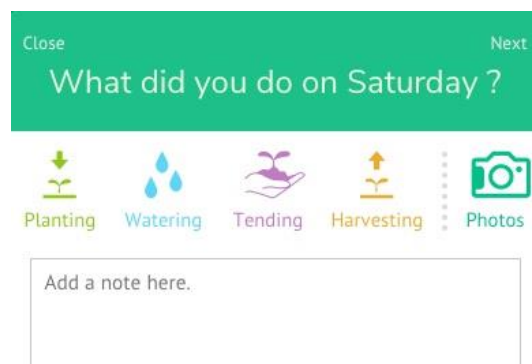 Close Next
What did you do on Saturday ?
Planting Watering Tending Harvesting Photos
Add a note here.